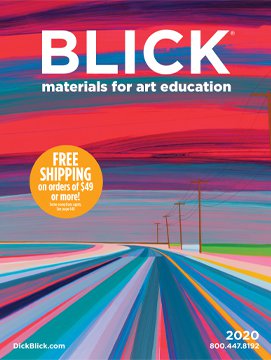 BLICK®
materials for art education
FREE
SHIPPING
on orders of $49
or more!
DickBlick.com
2020
800.447.8192